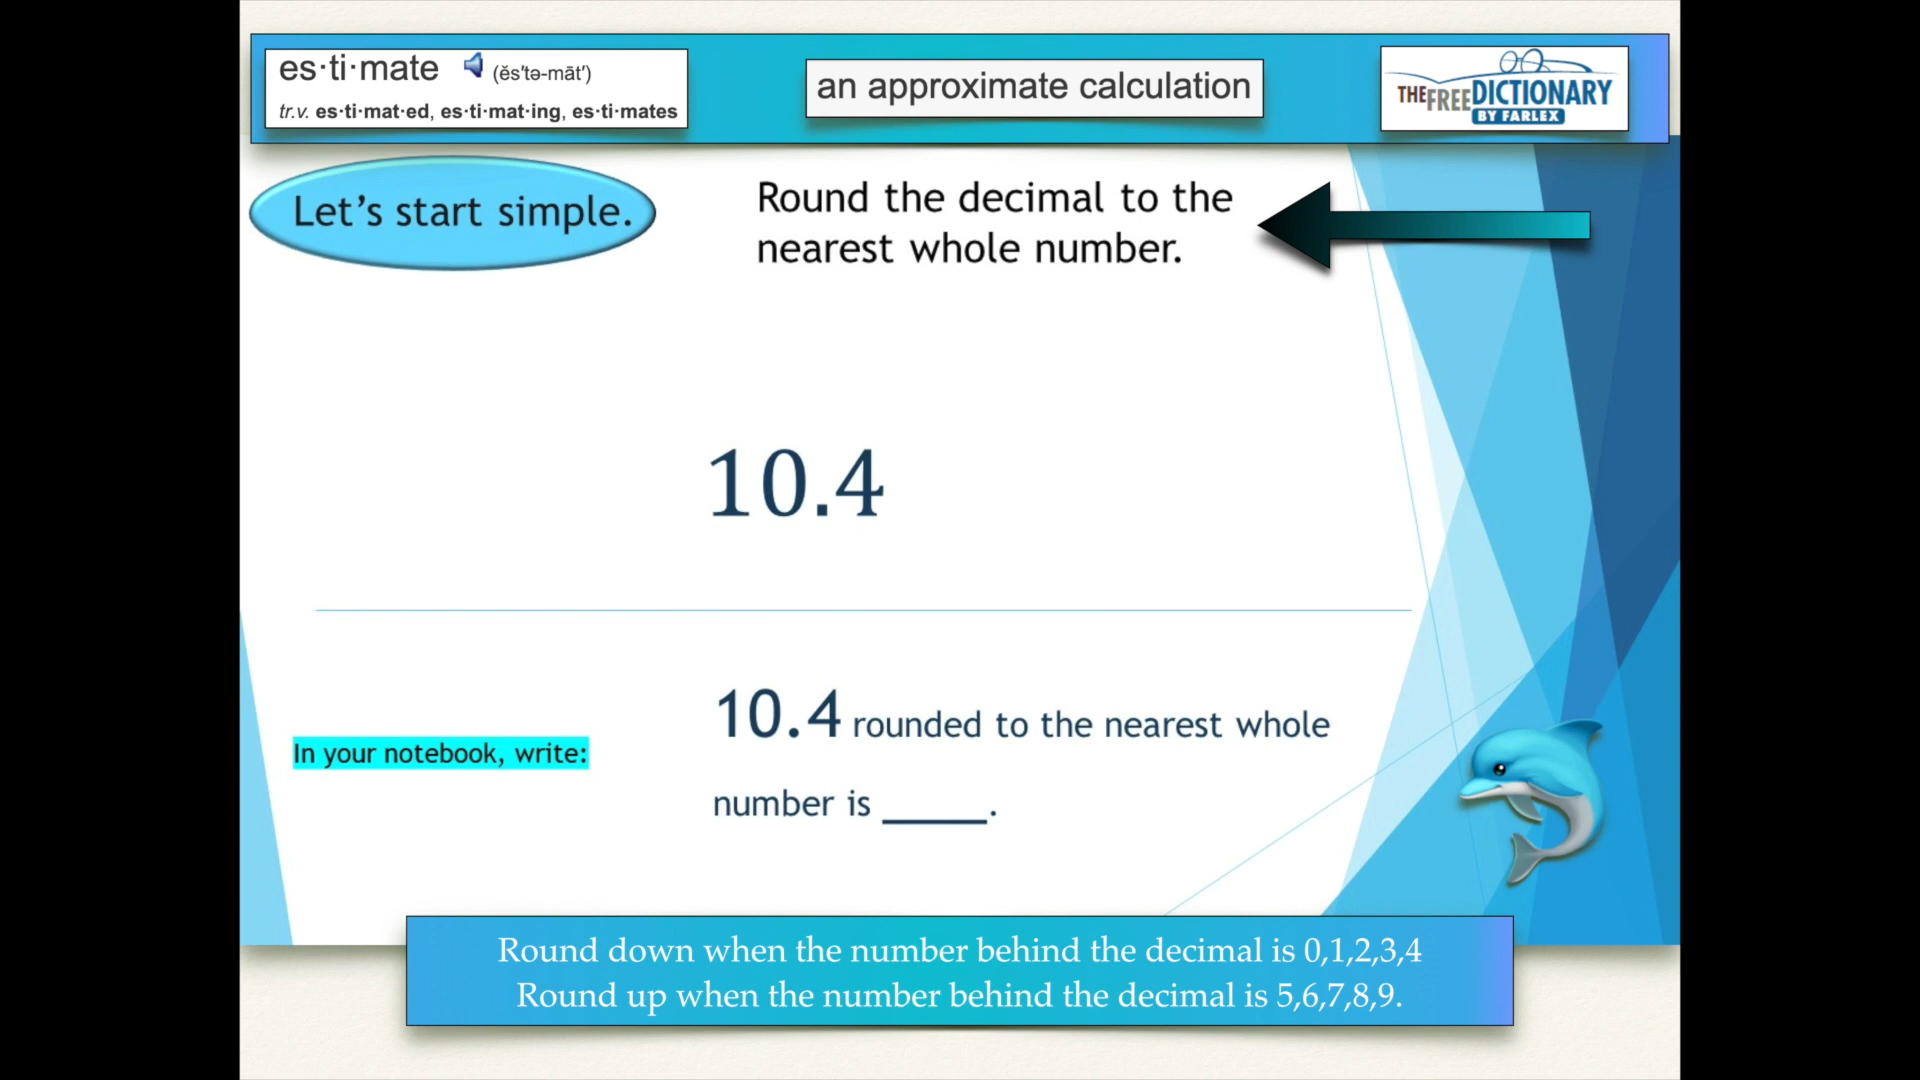 es·ti·mate (ĕs′tə-māt′)
tr.v. es·ti·mat·ed, es·ti·mat·ing, es·ti·mates
an approximate calculation
THEFREEDICTIONARY
BY FARLEX
Let’s start simple.
Round the decimal to the
nearest whole number.
10.4
In your notebook, write:
10.4 rounded to the nearest whole
number is _____.
Round down when the number behind the decimal is 0,1,2,3,4
Round up when the number behind the decimal is 5,6,7,8,9.